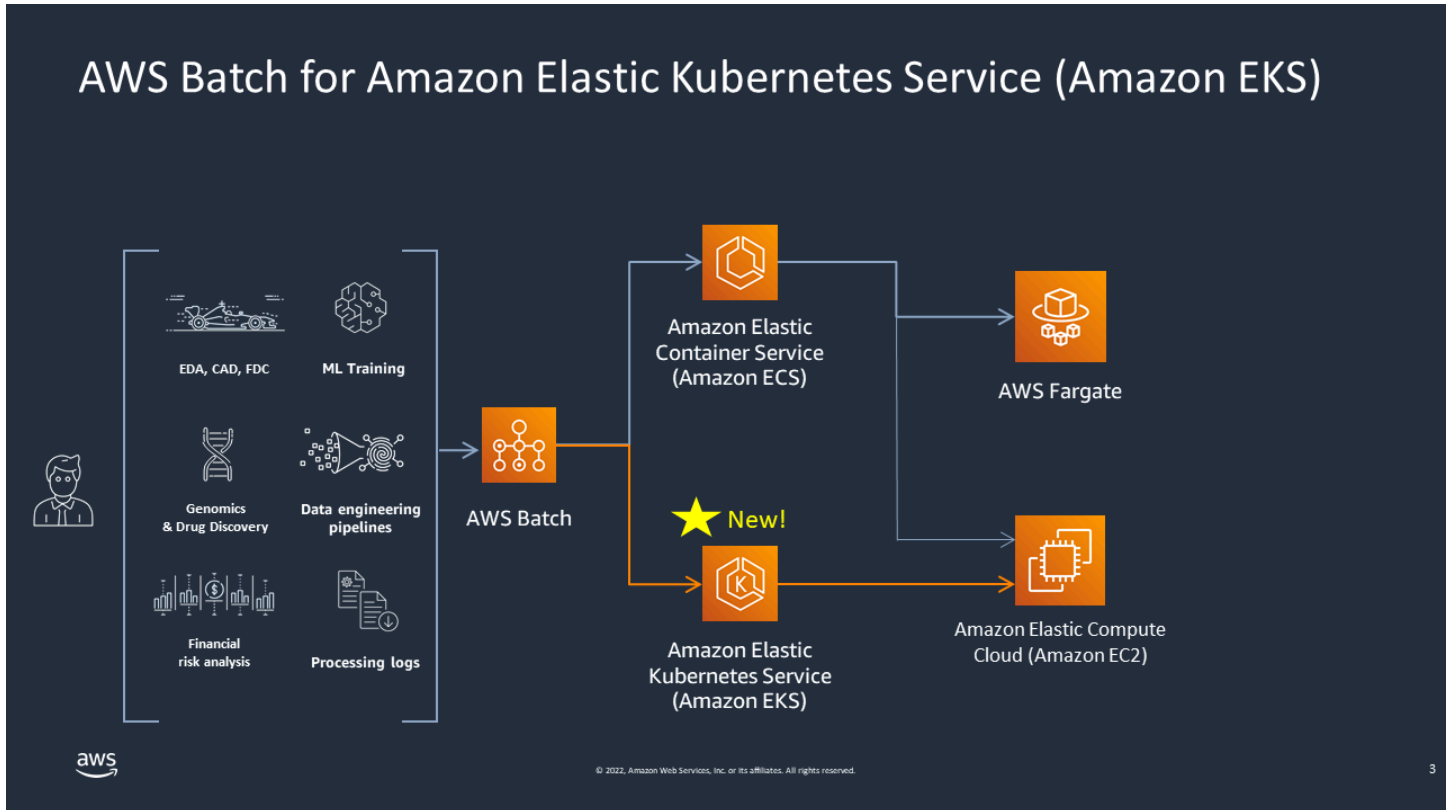 AWS Batch for Amazon Elastic Kubernetes Service (Amazon EKS)
EDA, CAD, FDC
ML Training
Genomics
& Drug Discovery
Data engineering
pipelines
Financial
risk analysis
Processing logs
$
AWS Batch
Amazon Elastic
Container Service
(Amazon ECS)
New!
K
Amazon Elastic
Kubernetes Service
(Amazon EKS)
AWS Fargate
Amazon Elastic Compute
Cloud (Amazon EC2)
aws
© 2022, Amazon Web Services, Inc. or its affiliates. All rights reserved.
3